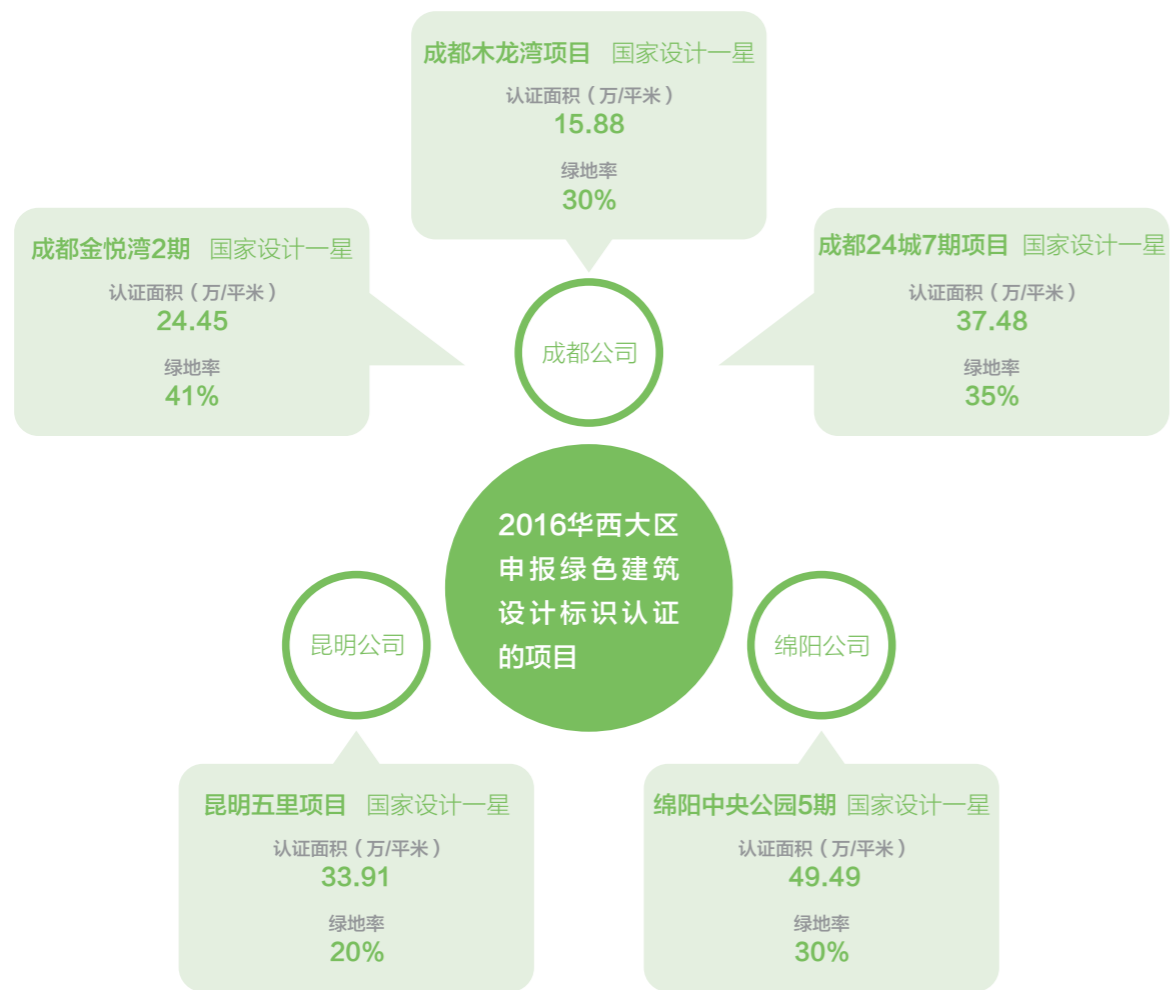 成都木龙湾项目 国家设计一星
认证面积（万/平米）
15.88
绿地率
30%
成都金悦湾2期 国家设计一星
认证面积（万/平米）
24.45
绿地率
41%
成都24城7期项目 国家设计一星
认证面积（万/平米）
37.48
绿地率
35%
成都公司
2016华西大区
申报绿色建筑
设计标识认证
的项目
昆明公司
绵阳公司
昆明五里项目 国家设计一星
认证面积（万/平米）
33.91
绿地率
20%
绵阳中央公园5期 国家设计一星
认证面积（万/平米）
49.49
绿地率
30%